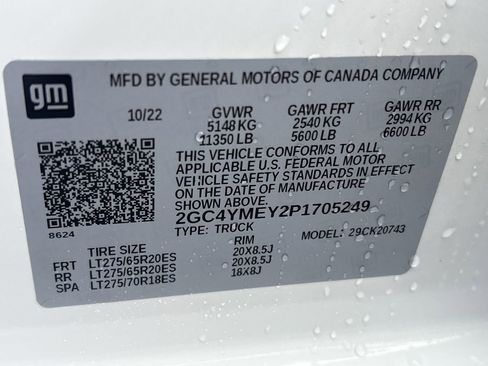 gm
MFD BY GENERAL MOTORS OF CANADA COMPANY
10/22 GVWR GAWR FRT GAWR RR
5148 KG 2540 KG 2994 KG
11350 LB 5600 LB 6600 LB
THIS VEHICLE CONFORMS TO ALL
APPLICABLE U.S. FEDERAL MOTOR
VEHICLE SAFETY STANDARDS IN EFFECT
ON THE DATE OF MANUFACTURE
SHOWN ABOVE.
2GC4YMEY2P1705249
8624 TYPE: TRUCK MODEL: 29CK20743
TIRE SIZE RIM
FRT LT275/65R20ES 20X8.5J
RR LT275/65R20ES 20X8.5J
SPA LT275/70R18ES 18X8J